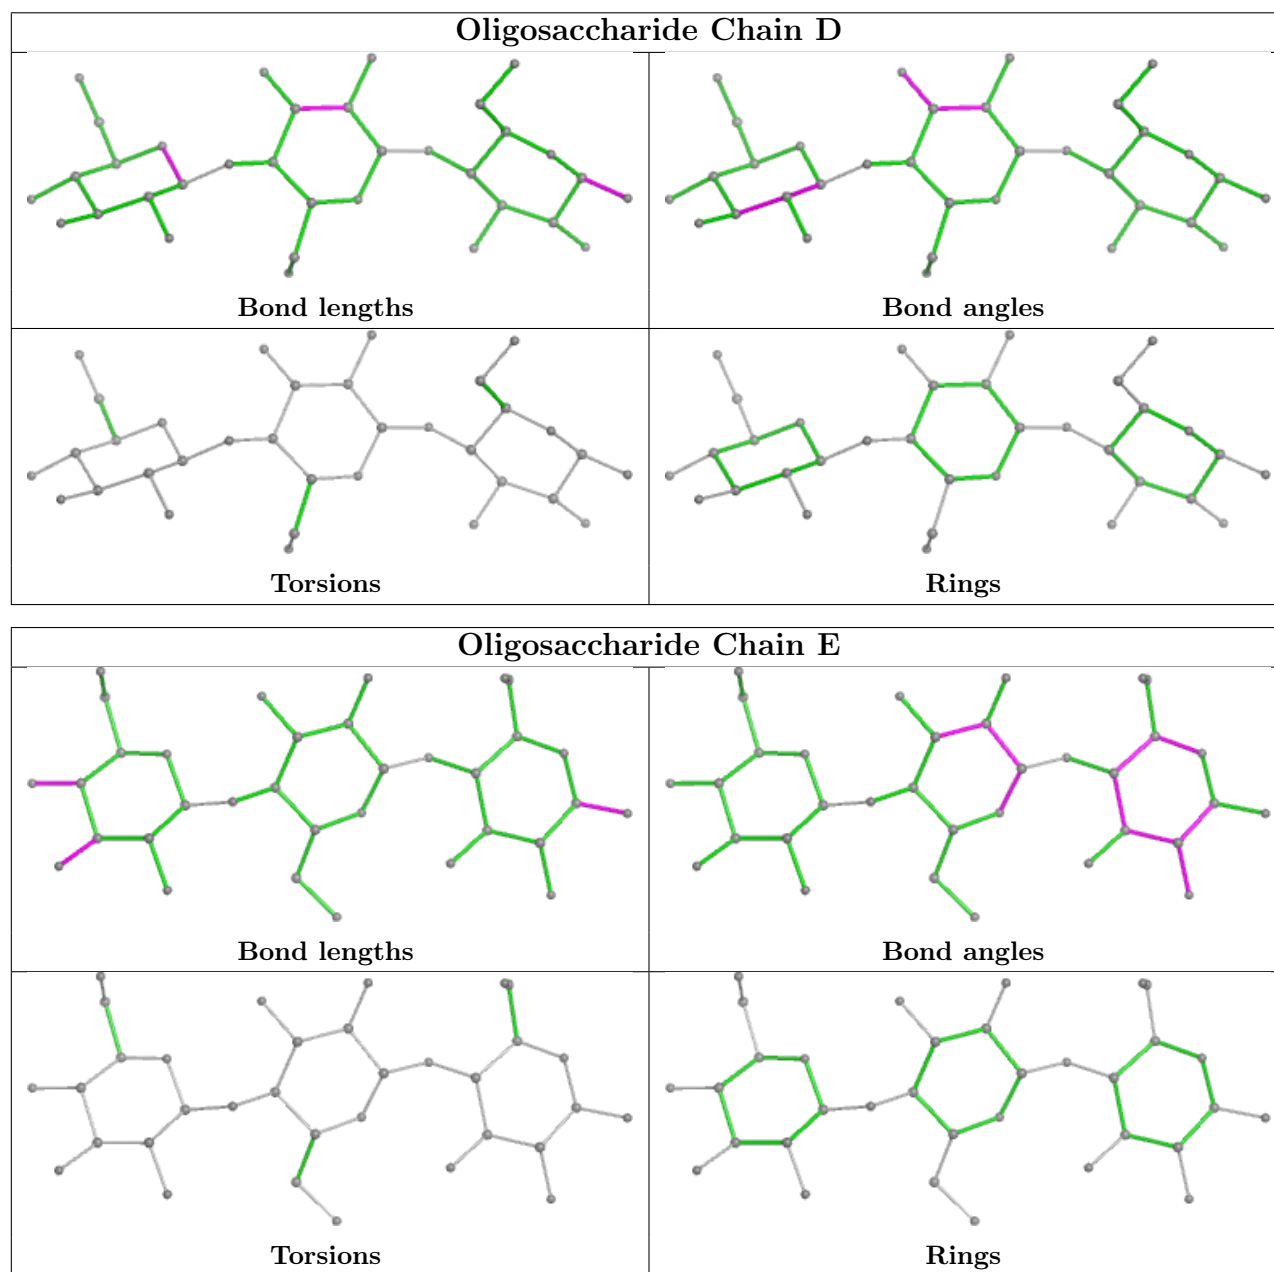 Oligosaccharide Chain D
Bond lengths
Bond angles
Torsions
Rings
Oligosaccharide Chain E
Bond lengths
Bond angles
Torsions
Rings